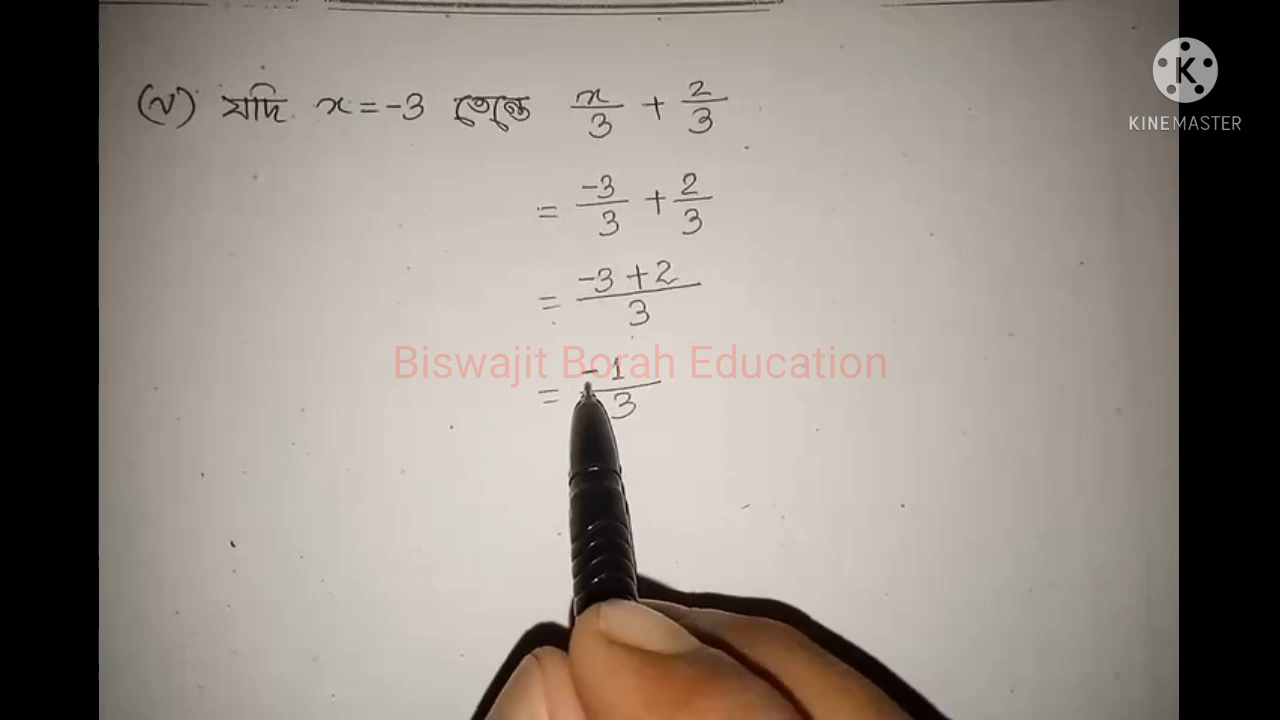 (v) যদি x = -3 তেন্তে x/3 + 2/3
KINEMASTER
= -3/3 + 2/3
= -3+2/3
Biswajit Borah Education
= -1/3